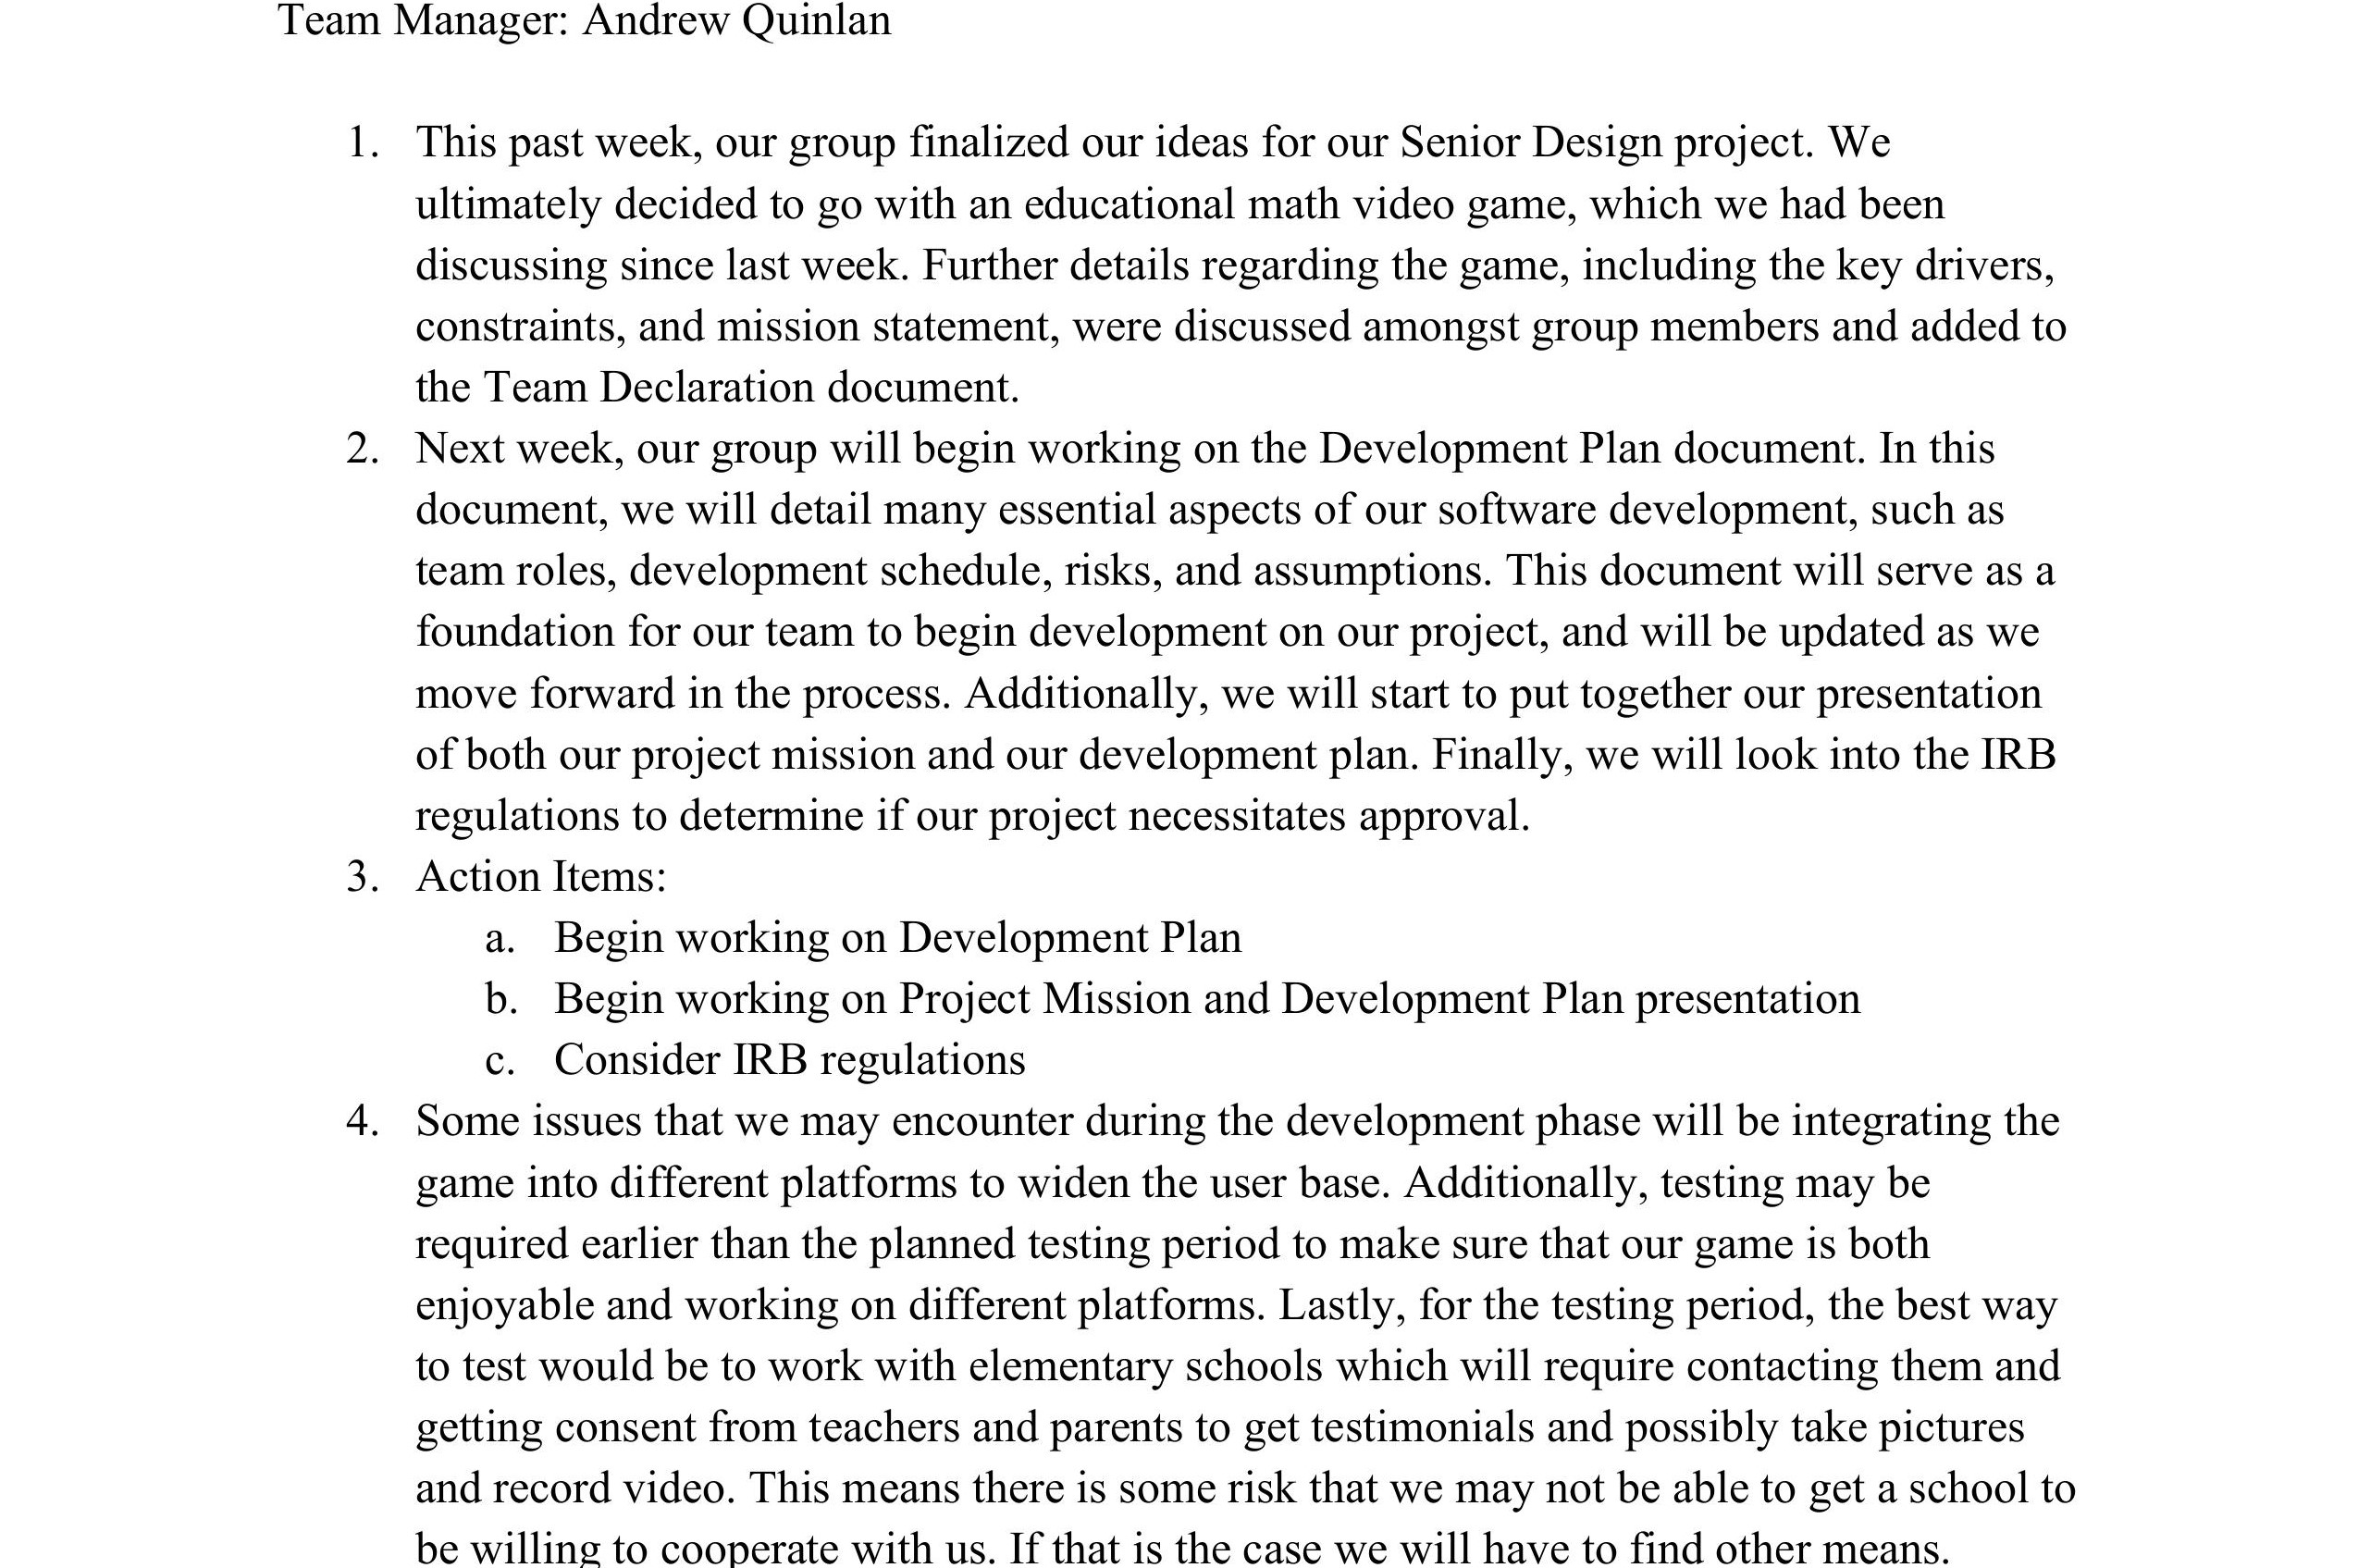 Team Manager: Andrew Quinlan
1. This past week, our group finalized our ideas for our Senior Design project. We
ultimately decided to go with an educational math video game, which we had been
discussing since last week. Further details regarding the game, including the key drivers,
constraints, and mission statement, were discussed amongst group members and added to
the Team Declaration document.
2. Next week, our group will begin working on the Development Plan document. In this
document, we will detail many essential aspects of our software development, such as
team roles, development schedule, risks, and assumptions. This document will serve as a
foundation for our team to begin development on our project, and will be updated as we
move forward in the process. Additionally, we will start to put together our presentation
of both our project mission and our development plan. Finally, we will look into the IRB
regulations to determine if our project necessitates approval.
3. Action Items:
a. Begin working on Development Plan
b. Begin working on Project Mission and Development Plan presentation
c. Consider IRB regulations
4. Some issues that we may encounter during the development phase will be integrating the
game into different platforms to widen the user base. Additionally, testing may be
required earlier than the planned testing period to make sure that our game is both
enjoyable and working on different platforms. Lastly, for the testing period, the best way
to test would be to work with elementary schools which will require contacting them and
getting consent from teachers and parents to get testimonials and possibly take pictures
and record video. This means there is some risk that we may not be able to get a school to
be willing to cooperate with us. If that is the case we will have to find other means.